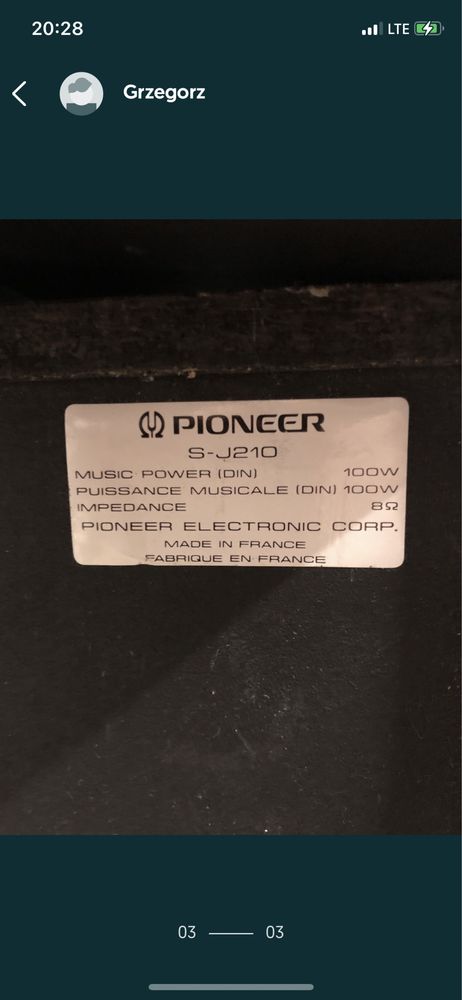 20:28
LTE
Grzegorz
PIONEER
S-J210
MUSIC POWER (DIN) 100W
PUISSANCE MUSICALE (DIN) 100W
IMPEDANCE 8Ω
PIONEER ELECTRONIC CORP.
MADE IN FRANCE
FABRIQUE EN FRANCE
03 03